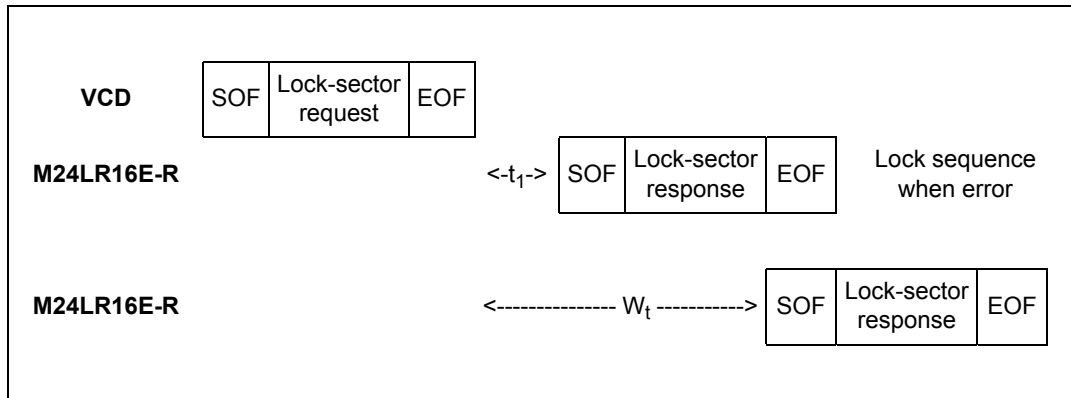 VCD SOF Lock-sector request EOF
M24LR16E-R <-t1-> SOF Lock-sector response EOF Lock sequence when error
M24LR16E-R <--------------- Wt -----------> SOF Lock-sector response EOF